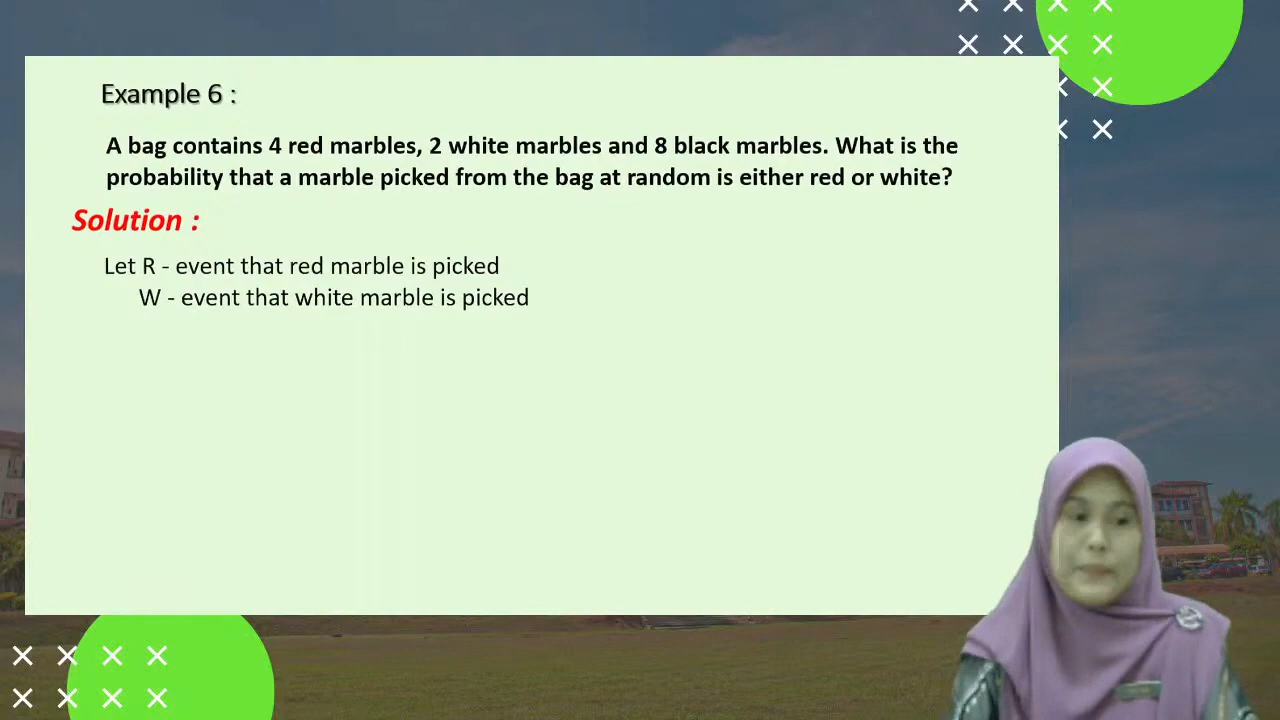 Example 6 :
A bag contains 4 red marbles, 2 white marbles and 8 black marbles. What is the
probability that a marble picked from the bag at random is either red or white?
Solution :
Let R - event that red marble is picked
W - event that white marble is picked